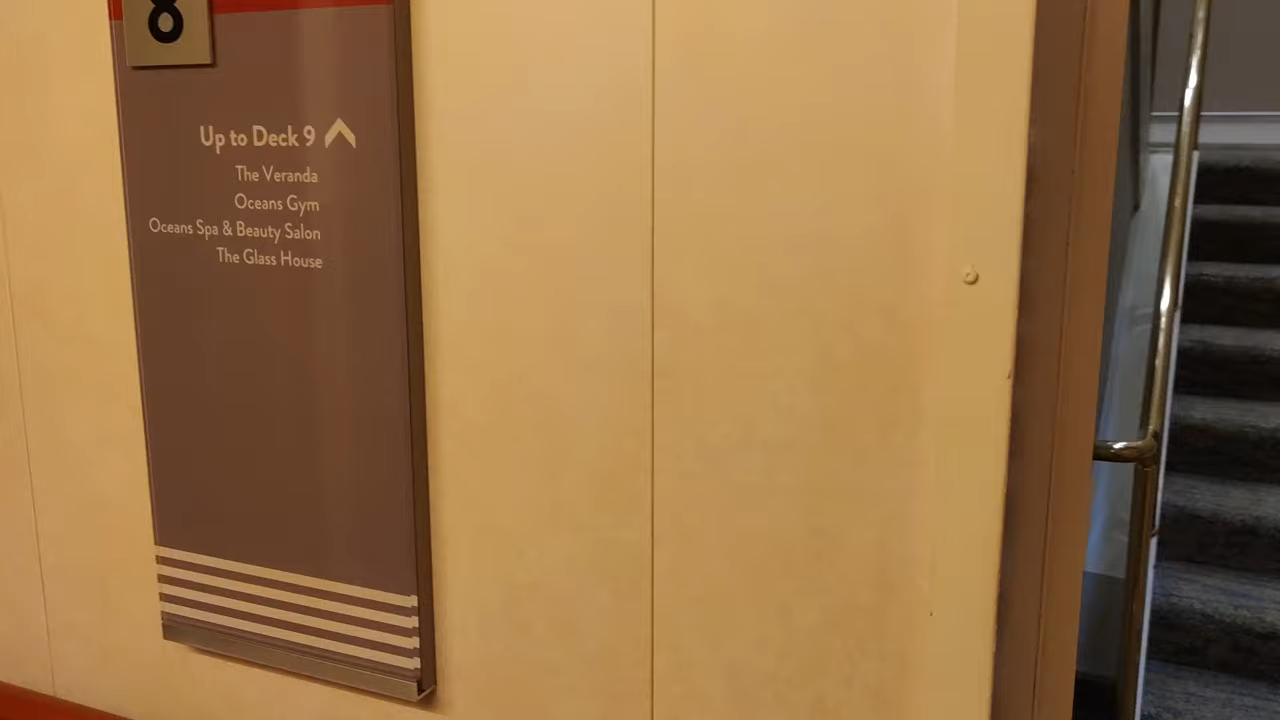 8
Up to Deck 9
The Veranda
Oceans Gym
Oceans Spa & Beauty Salon
The Glass House